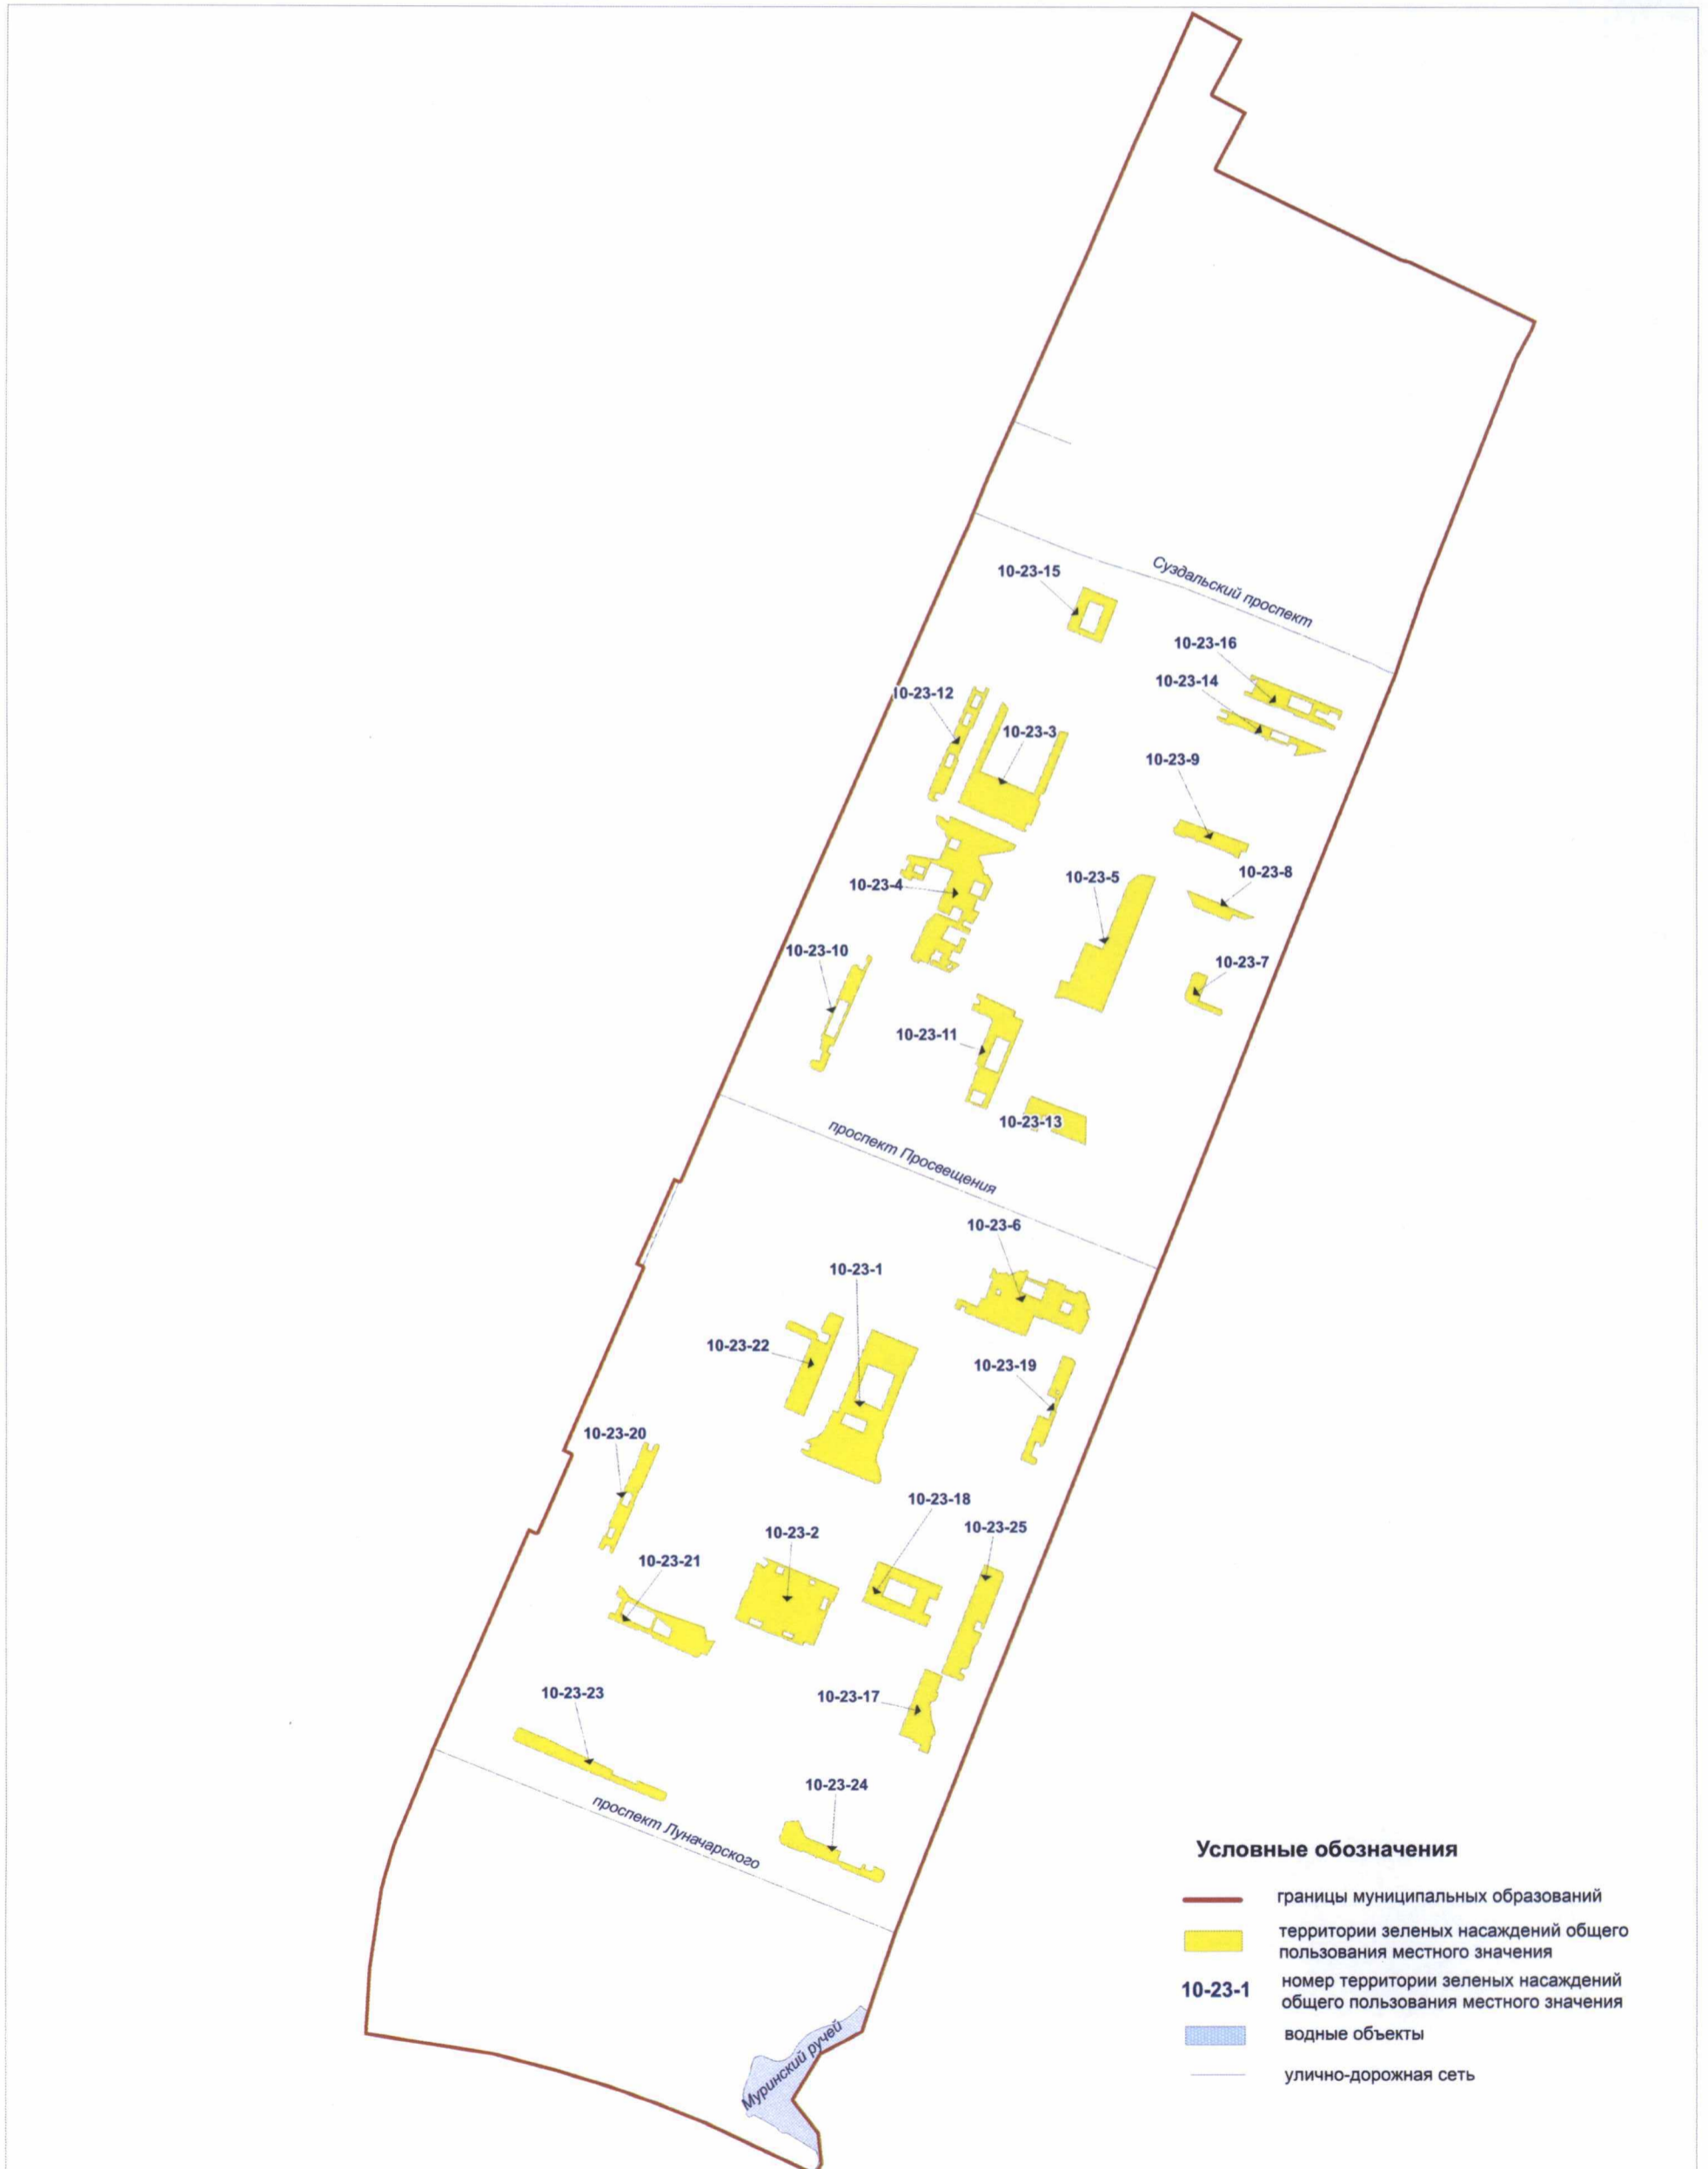 Суздальский проспект
10-23-15
10-23-16
10-23-14
10-23-12
10-23-3
10-23-9
10-23-5
10-23-8
10-23-4
10-23-10
10-23-7
10-23-11
10-23-13
проспект Просвещения
10-23-6
10-23-1
10-23-22
10-23-19
10-23-20
10-23-18
10-23-25
10-23-2
10-23-21
10-23-23
10-23-17
10-23-24
проспект Луначарского
Муринский ручей
Условные обозначения
границы муниципальных образований
территории зеленых насаждений общего
пользования местного значения
10-23-1
номер территории зеленых насаждений
общего пользования местного значения
водные объекты
улично-дорожная сеть